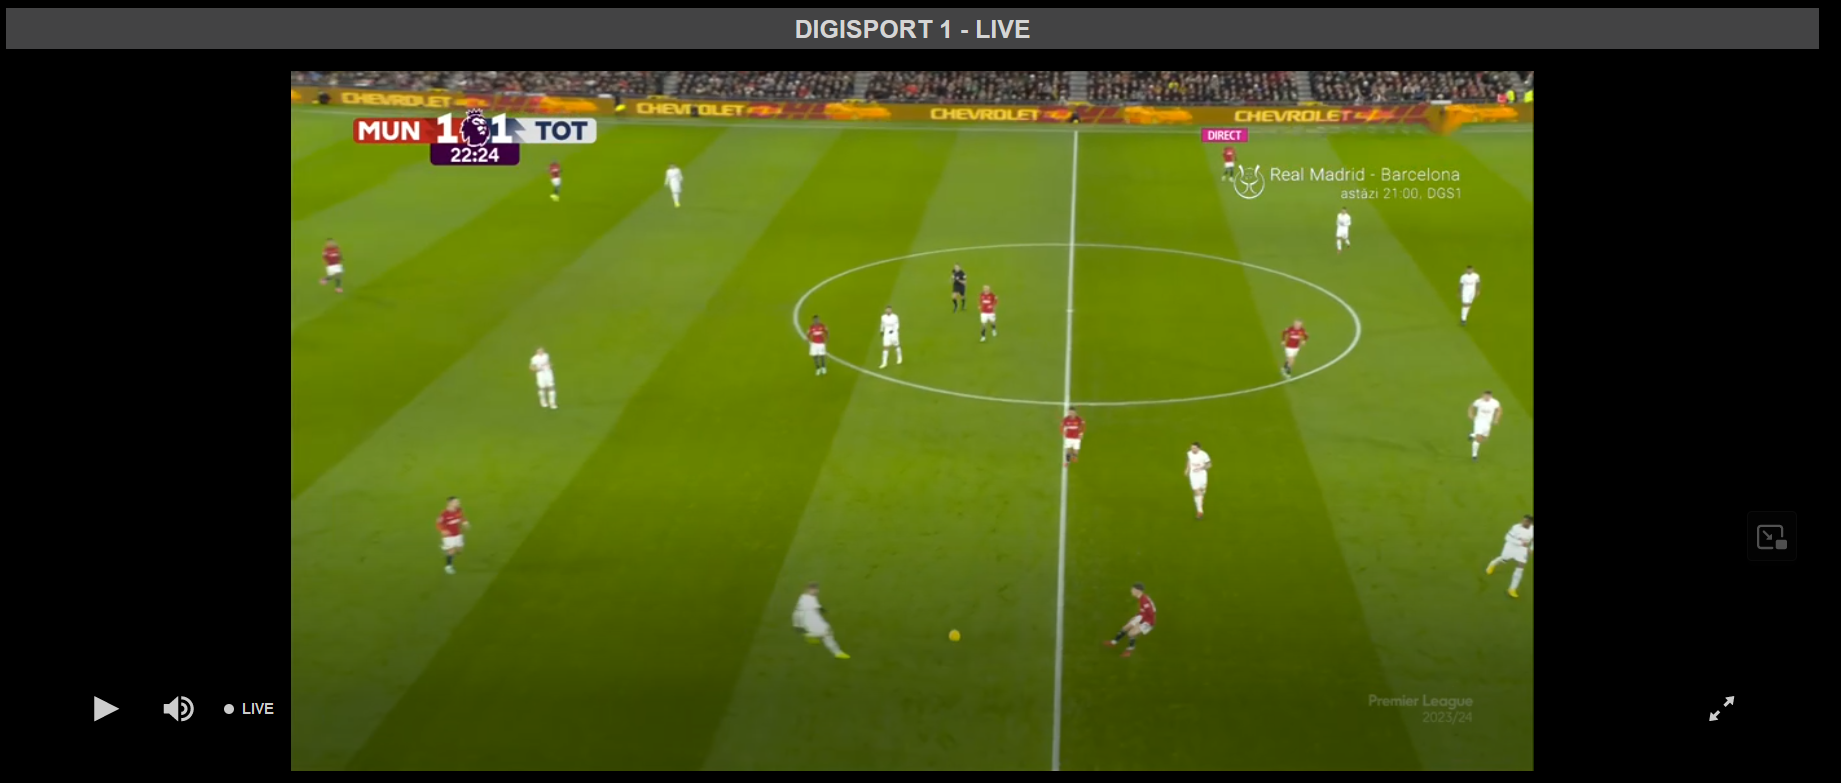 DIGISPORT 1 - LIVE
CHEVROLET CHEVROLET CHEVROLET CHEVROLET
MUN 1 1 TOT
22:24
DIRECT
Real Madrid - Barcelona
astăzi 21:00, DGS1
Premier League
2023/24
LIVE